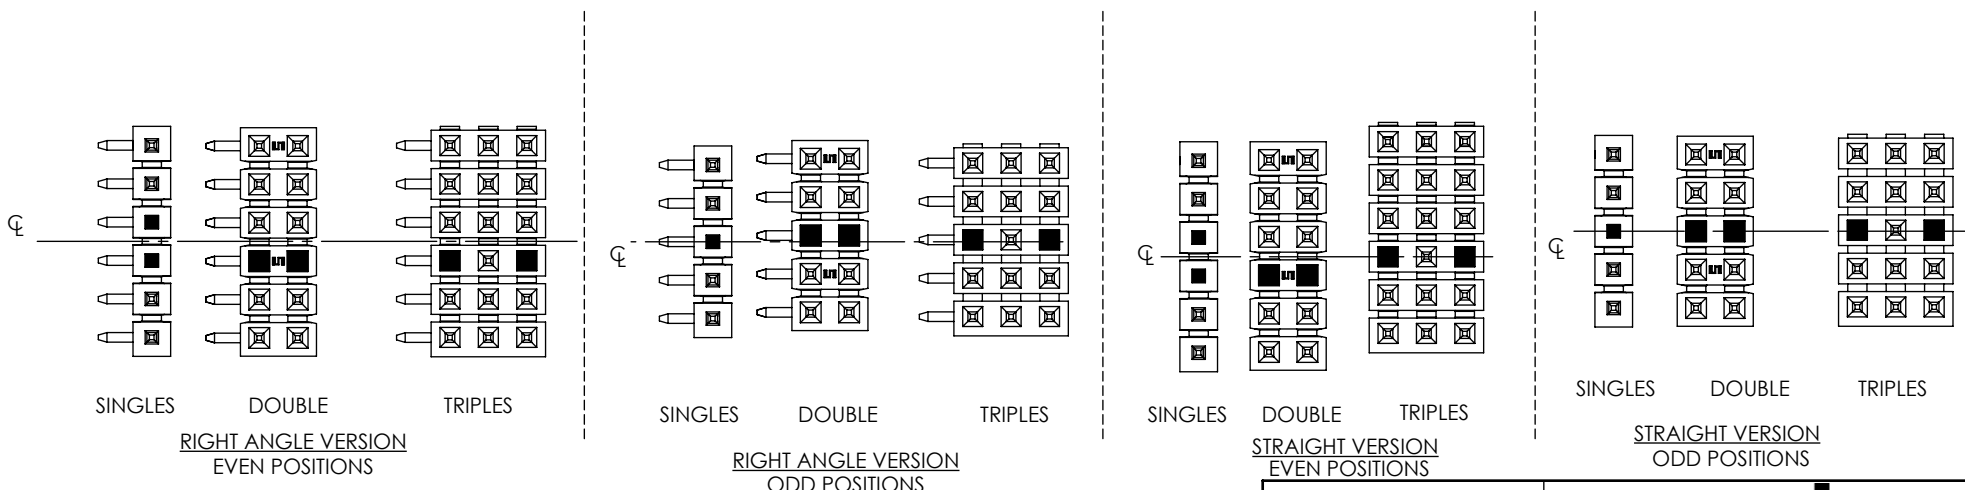 ℄
℄
℄
℄
SINGLES DOUBLE TRIPLES
RIGHT ANGLE VERSION
EVEN POSITIONS
SINGLES DOUBLE TRIPLES
RIGHT ANGLE VERSION
ODD POSITIONS
SINGLES DOUBLE TRIPLES
STRAIGHT VERSION
EVEN POSITIONS
SINGLES DOUBLE TRIPLES
STRAIGHT VERSION
ODD POSITIONS